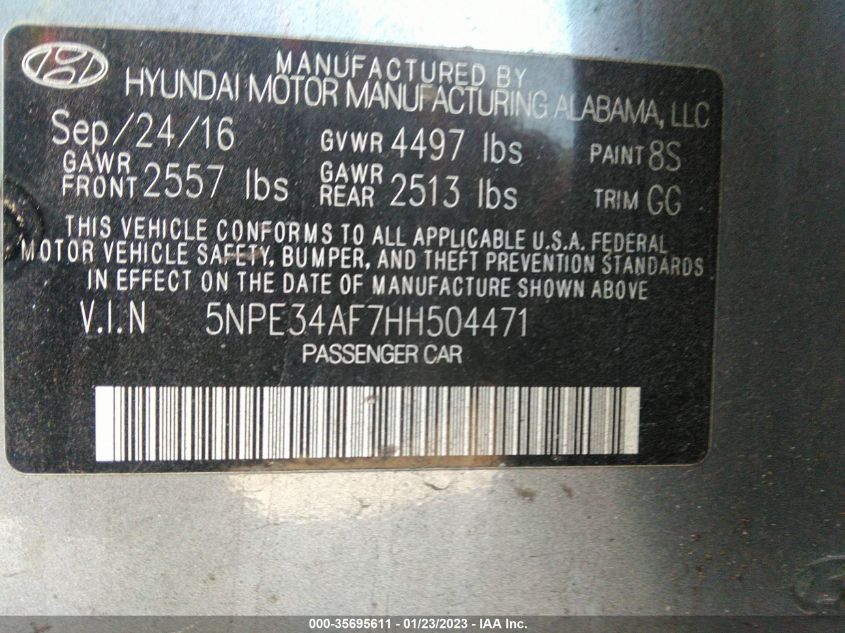 MANUFACTURED BY
HYUNDAI MOTOR MANUFACTURING ALABAMA, LLC
Sep/24/16 GVWR 4497 lbs PAINT 8S
GAWR FRONT 2557 lbs GAWR REAR 2513 lbs TRIM GG
THIS VEHICLE CONFORMS TO ALL APPLICABLE U.S.A. FEDERAL
MOTOR VEHICLE SAFETY, BUMPER, AND THEFT PREVENTION STANDARDS
IN EFFECT ON THE DATE OF MANUFACTURE SHOWN ABOVE
V.I.N 5NPE34AF7HH504471
PASSENGER CAR
000-35695611 - 01/23/2023 - IAA Inc.